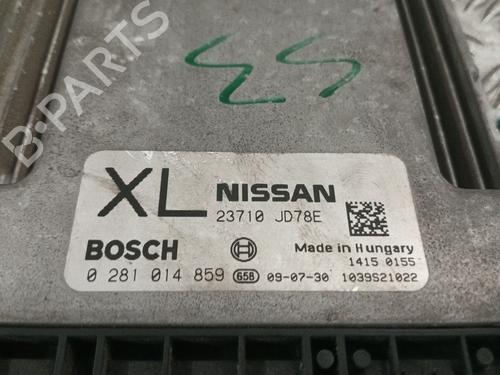 B-PARTS
XL NISSAN
23710 JD78E
BOSCH
Made in Hungary
1415 0155
0 281 014 859 658 09-07-30 1039S21022